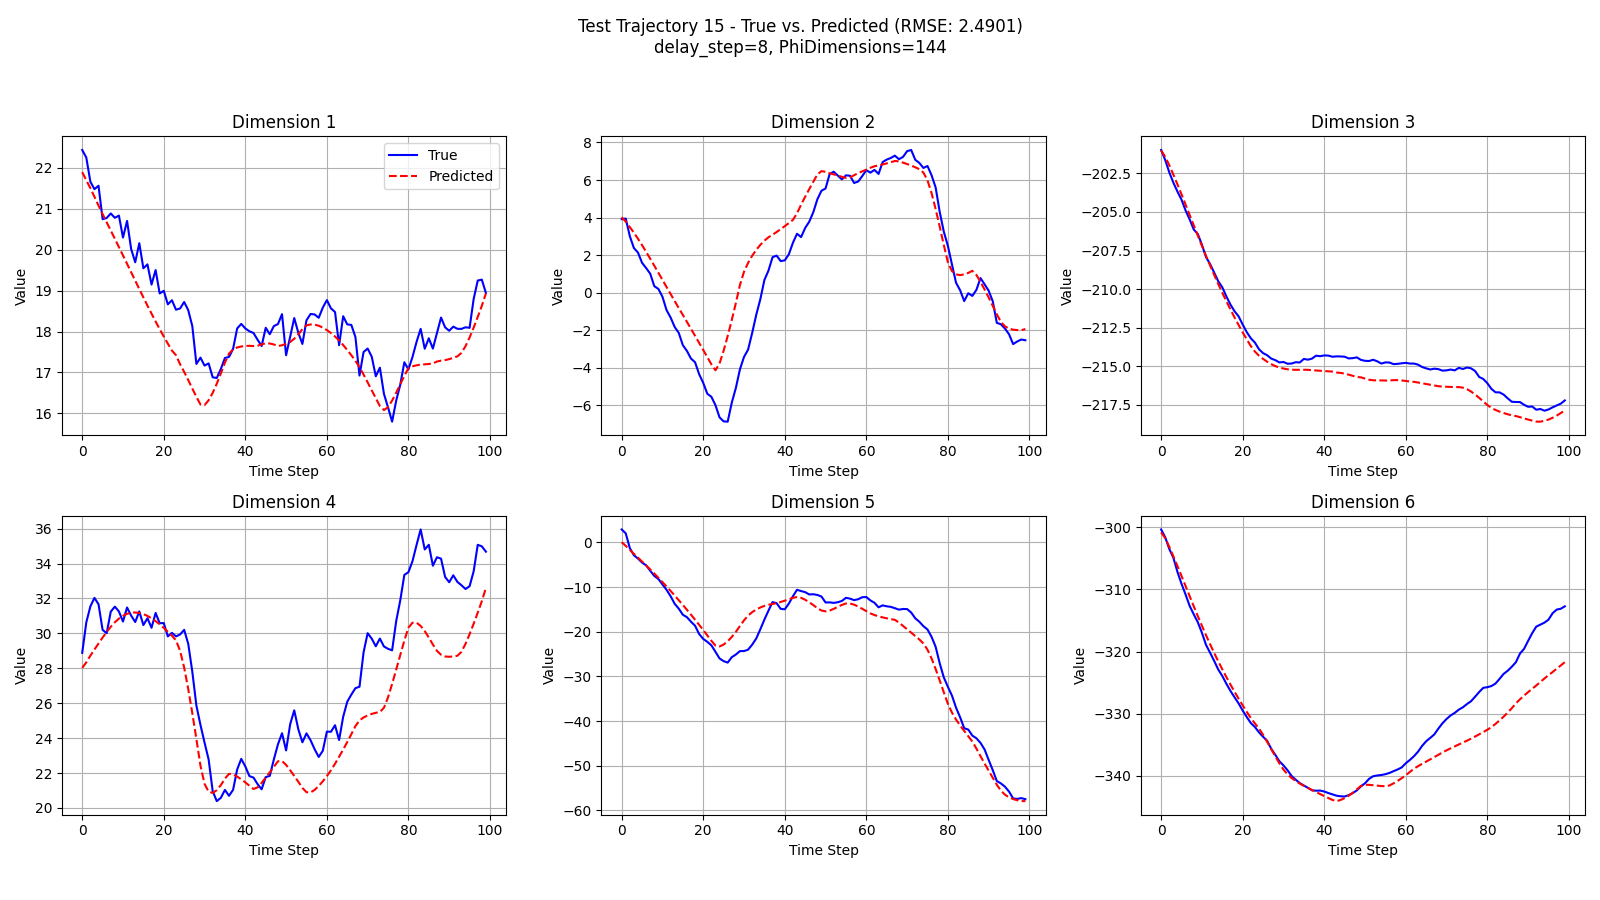 Test Trajectory 15 - True vs. Predicted (RMSE: 2.4901)
delay_step=8, PhiDimensions=144
Dimension 1
Value
22
21
20
19
18
17
16
0 20 40 60 80 100
Time Step
True
Predicted
Dimension 2
Value
8
6
4
2
0
−2
−4
−6
0 20 40 60 80 100
Time Step
Dimension 3
Value
−202.5
−205.0
−207.5
−210.0
−212.5
−215.0
−217.5
0 20 40 60 80 100
Time Step
Dimension 4
Value
36
34
32
30
28
26
24
22
20
0 20 40 60 80 100
Time Step
Dimension 5
Value
0
−10
−20
−30
−40
−50
−60
0 20 40 60 80 100
Time Step
Dimension 6
Value
−300
−310
−320
−330
−340
0 20 40 60 80 100
Time Step